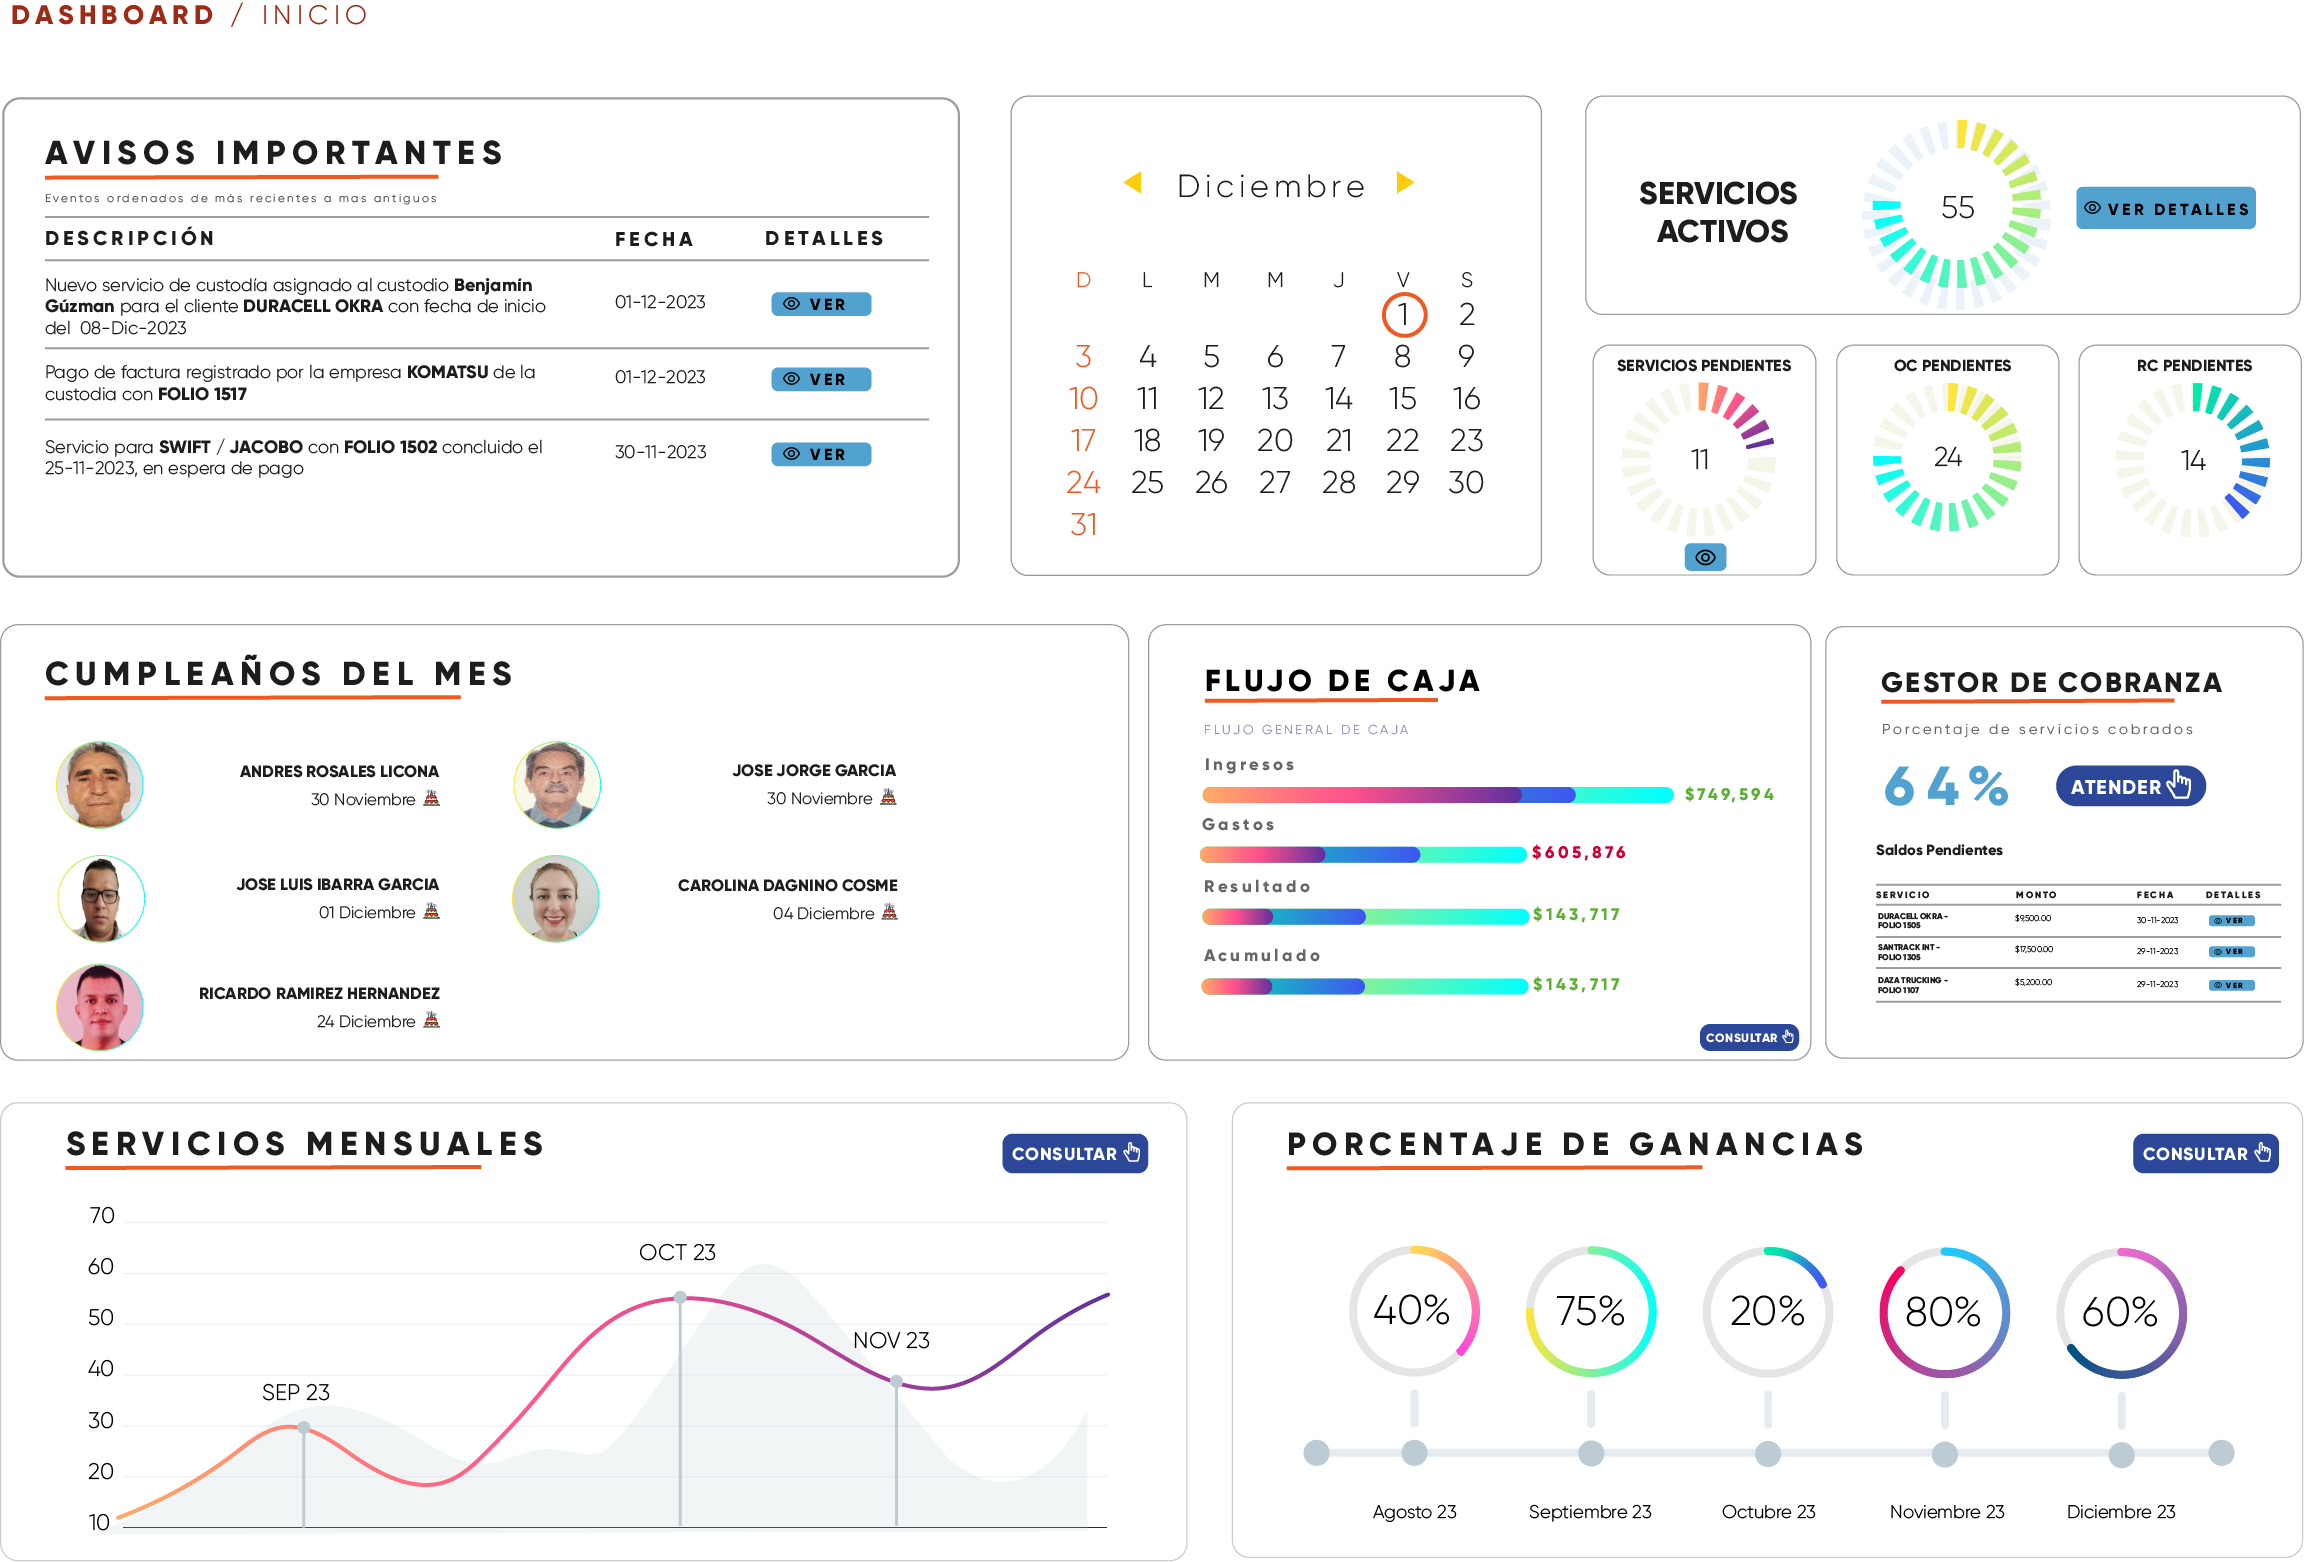 DASHBOARD / INICIO
AVISOS IMPORTANTES
Eventos ordenados de más recientes a mas antiguos
DESCRIPCIÓN FECHA DETALLES
Nuevo servicio de custodía asignado al custodio Benjamín
Gúzman para el cliente DURACELL OKRA con fecha de inicio
del 08-Dic-2023
01-12-2023
VER
Pago de factura registrado por la empresa KOMATSU de la
custodia con FOLIO 1517
01-12-2023
VER
Servicio para SWIFT / JACOBO con FOLIO 1502 concluido el
25-11-2023, en espera de pago
30-11-2023
VER
Diciembre
D L M M J V S
1 2
3 4 5 6 7 8 9
10 11 12 13 14 15 16
17 18 19 20 21 22 23
24 25 26 27 28 29 30
31
SERVICIOS
ACTIVOS
55
VER DETALLES
SERVICIOS PENDIENTES
11
OC PENDIENTES
24
RC PENDIENTES
14
CUMPLEAÑOS DEL MES
ANDRES ROSALES LICONA
30 Noviembre
JOSE JORGE GARCIA
30 Noviembre
JOSE LUIS IBARRA GARCIA
01 Diciembre
CAROLINA DAGNINO COSME
04 Diciembre
RICARDO RAMIREZ HERNANDEZ
24 Diciembre
FLUJO DE CAJA
FLUJO GENERAL DE CAJA
Ingresos
$749,594
Gastos
$605,876
Resultado
$143,717
Acumulado
$143,717
CONSULTAR
GESTOR DE COBRANZA
Porcentaje de servicios cobrados
64%
ATENDER
Saldos Pendientes
SERVICIO MONTO FECHA DETALLES
DURACELL OKRA -
FOLIO 1505
$9,500.00 30-11-2023 VER
SANTRACK INT -
FOLIO 1305
$17,500.00 29-11-2023 VER
DAZA TRUCKING -
FOLIO 1107
$5,200.00 29-11-2023 VER
SERVICIOS MENSUALES
CONSULTAR
70
60
50
40
30
20
10
SEP 23
OCT 23
NOV 23
PORCENTAJE DE GANANCIAS
CONSULTAR
40% 75% 20% 80% 60%
Agosto 23 Septiembre 23 Octubre 23 Noviembre 23 Diciembre 23